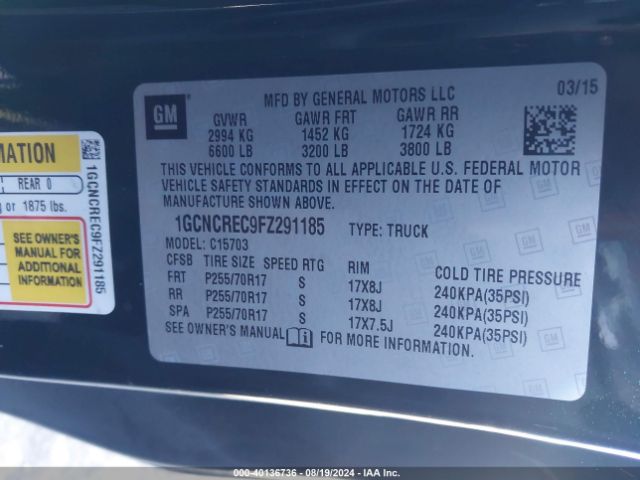 MATION
REAR 0
or 1875 lbs.
SEE OWNER'S
MANUAL FOR
ADDITIONAL
INFORMATION
1GCNCREC9FZ291185
GM
MFD BY GENERAL MOTORS LLC
03/15
GVWR GAWR FRT GAWR RR
2994 KG 1452 KG 1724 KG
6600 LB 3200 LB 3800 LB
THIS VEHICLE CONFORMS TO ALL APPLICABLE U.S. FEDERAL MOTOR
VEHICLE SAFETY STANDARDS IN EFFECT ON THE DATE OF
MANUFACTURE SHOWN ABOVE.
1GCNCREC9FZ291185 TYPE: TRUCK
MODEL: C15703
CFSB TIRE SIZE SPEED RTG RIM COLD TIRE PRESSURE
FRT P255/70R17 S 17X8J 240KPA(35PSI)
RR P255/70R17 S 17X8J 240KPA(35PSI)
SPA P255/70R17 S 17X7.5J 240KPA(35PSI)
SEE OWNER'S MANUAL FOR MORE INFORMATION.
© 40136736 - 08/19/2024 - IAA Inc.